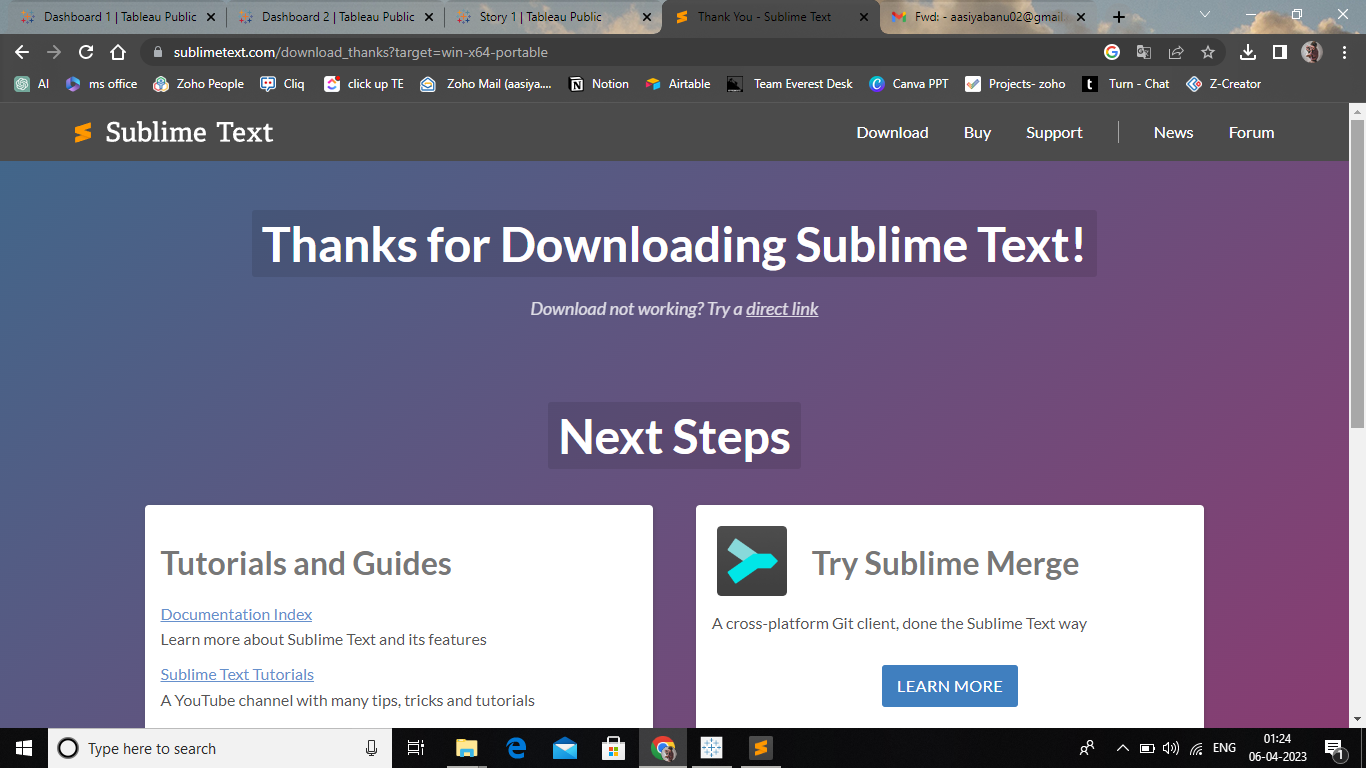 Dashboard 1 | Tableau Public
Dashboard 2 | Tableau Public
Story 1 | Tableau Public
Thank You - Sublime Text
Fwd: - aasiyabanu02@gmail
sublimetext.com/download_thanks?target=win-x64-portable
AI
ms office
Zoho People
Cliq
click up TE
Zoho Mail (aasiya....
Notion
Airtable
Team Everest Desk
Canva PPT
Projects- zoho
Turn - Chat
Z-Creator
Sublime Text
Download
Buy
Support
News
Forum
Thanks for Downloading Sublime Text!
Download not working? Try a direct link
Next Steps
Tutorials and Guides
Documentation Index
Learn more about Sublime Text and its features
Sublime Text Tutorials
A YouTube channel with many tips, tricks and tutorials
Try Sublime Merge
A cross-platform Git client, done the Sublime Text way
LEARN MORE
Type here to search
ENG
01:24
06-04-2023
1